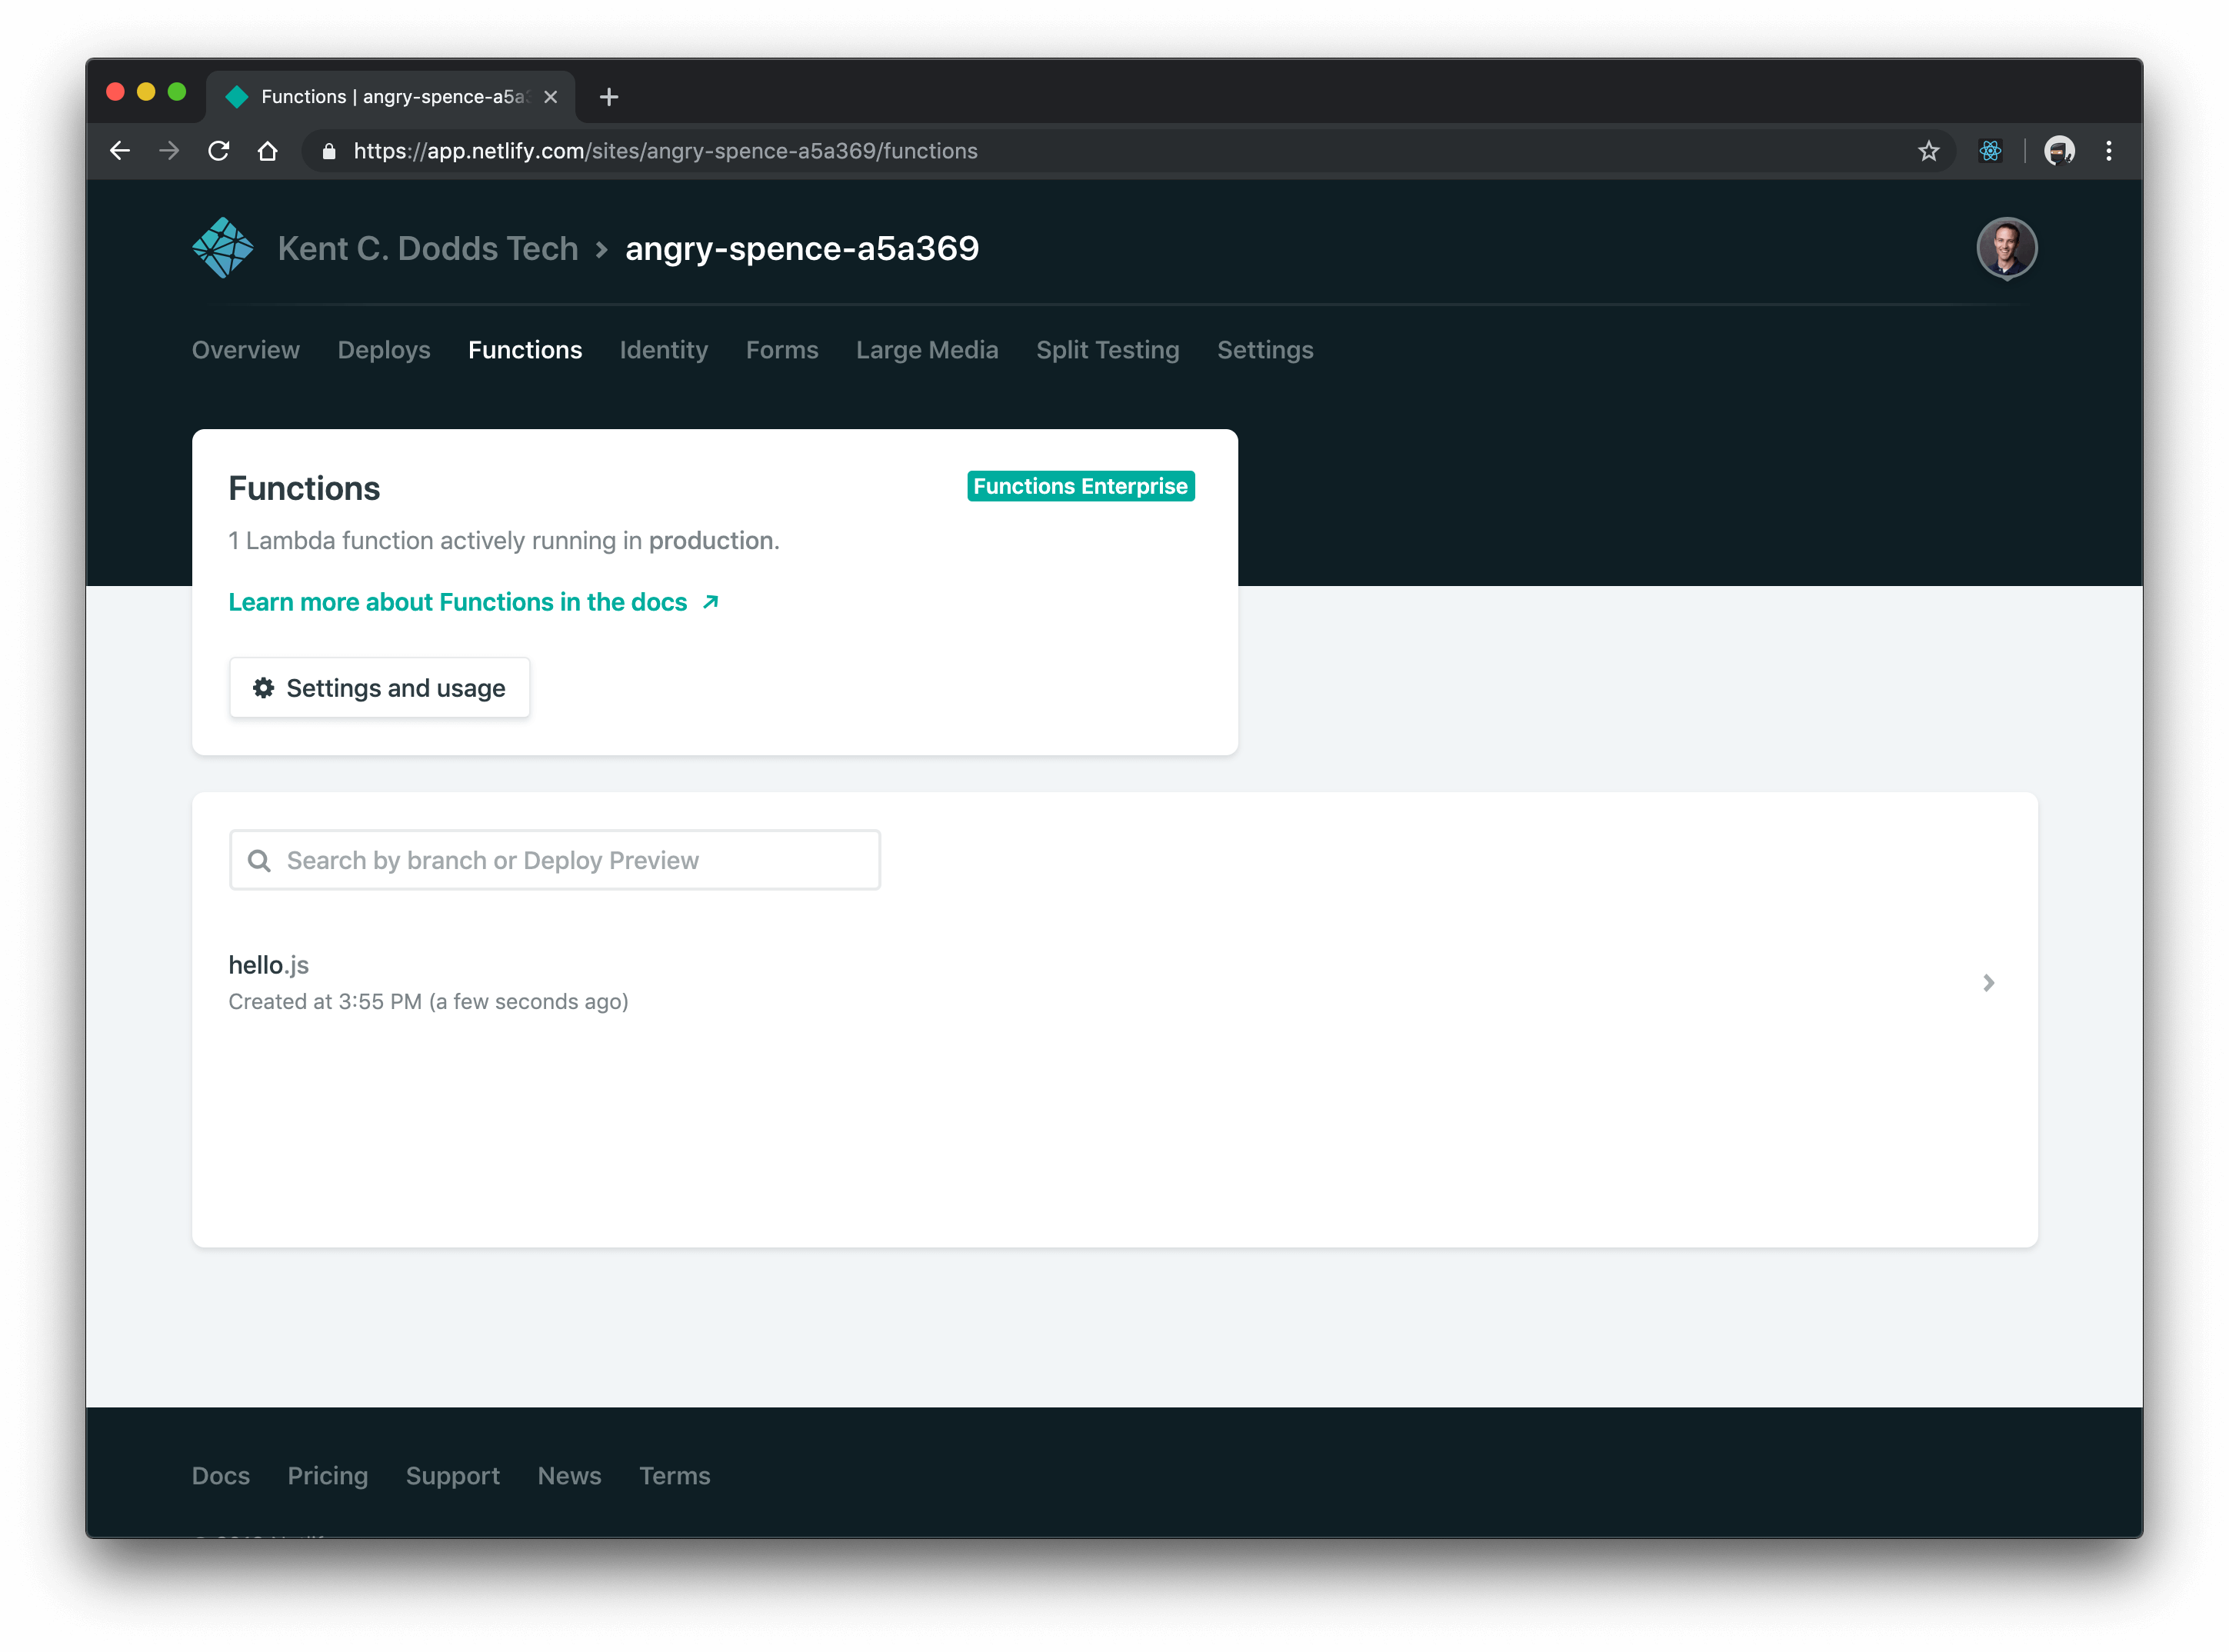 Functions | angry-spence-a5a
https://app.netlify.com/sites/angry-spence-a5a369/functions
Kent C. Dodds Tech > angry-spence-a5a369
Overview Deploys Functions Identity Forms Large Media Split Testing Settings
Functions
Functions Enterprise
1 Lambda function actively running in production.
Learn more about Functions in the docs
Settings and usage
Search by branch or Deploy Preview
hello.js
Created at 3:55 PM (a few seconds ago)
Docs Pricing Support News Terms